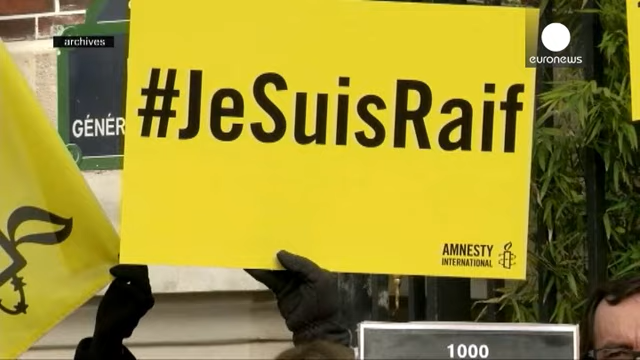 archives
euronews
GÉNÉR
#JeSuisRaif
AMNESTY
INTERNATIONAL
1000